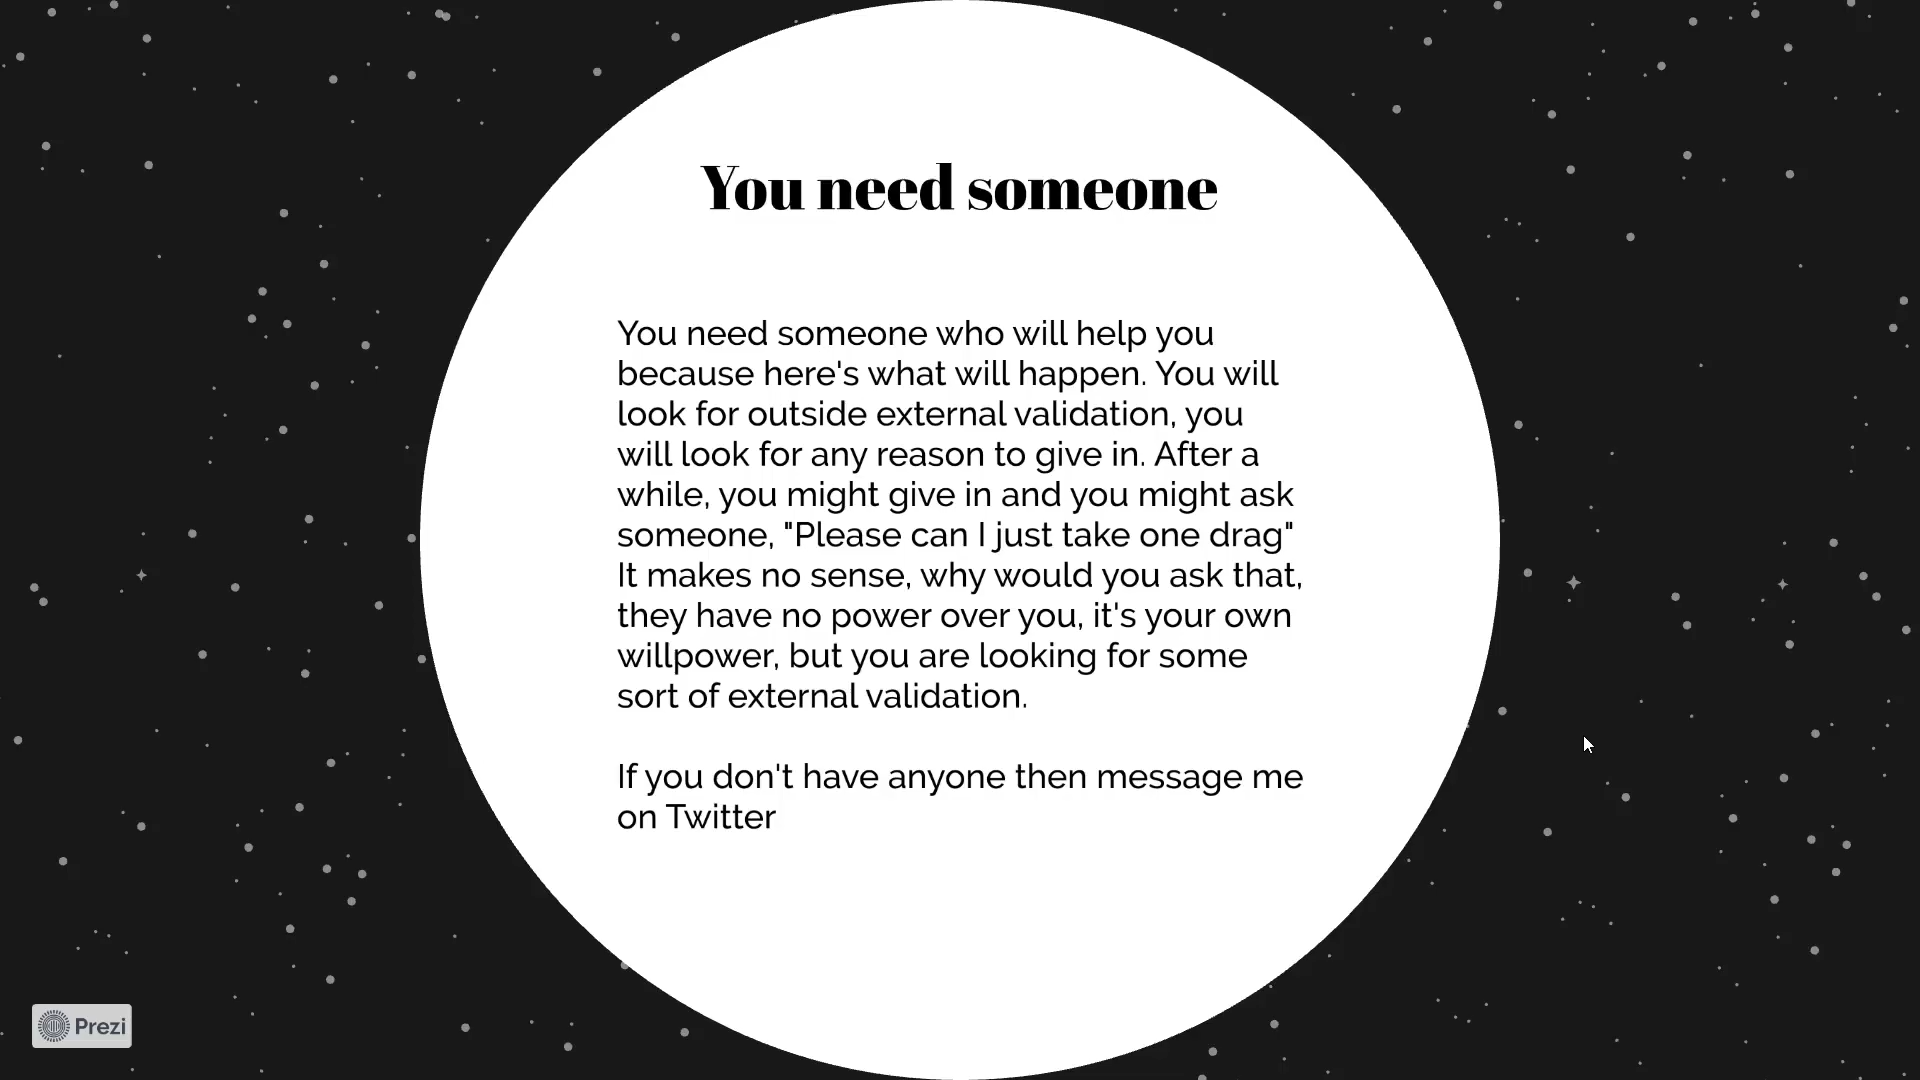 You need someone
You need someone who will help you
because here's what will happen. You will
look for outside external validation, you
will look for any reason to give in. After a
while, you might give in and you might ask
someone, "Please can I just take one drag"
It makes no sense, why would you ask that,
they have no power over you, it's your own
willpower, but you are looking for some
sort of external validation.
If you don't have anyone then message me
on Twitter
Prezi